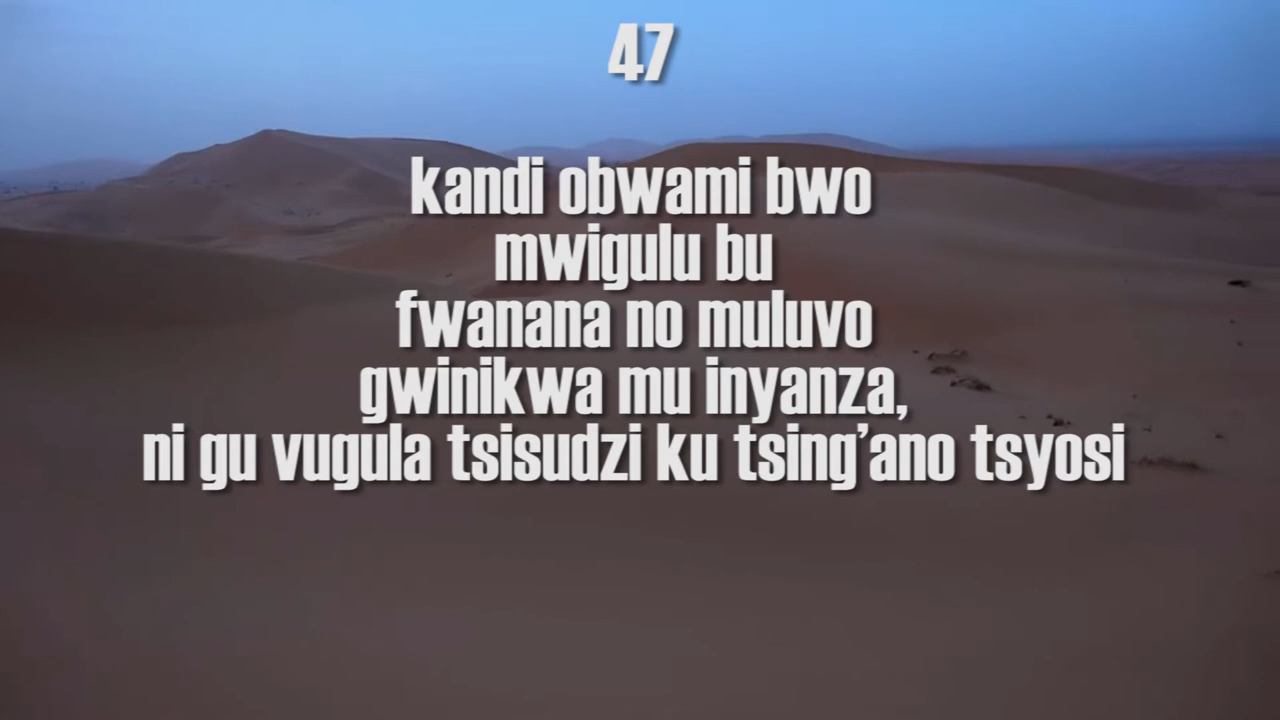 47
kandi obwami bwo
mwigulu bu
fwanana no muluvo
gwinikwa mu inyanza,
ni gu vugula tsisudzi ku tsing'ano tsyosi